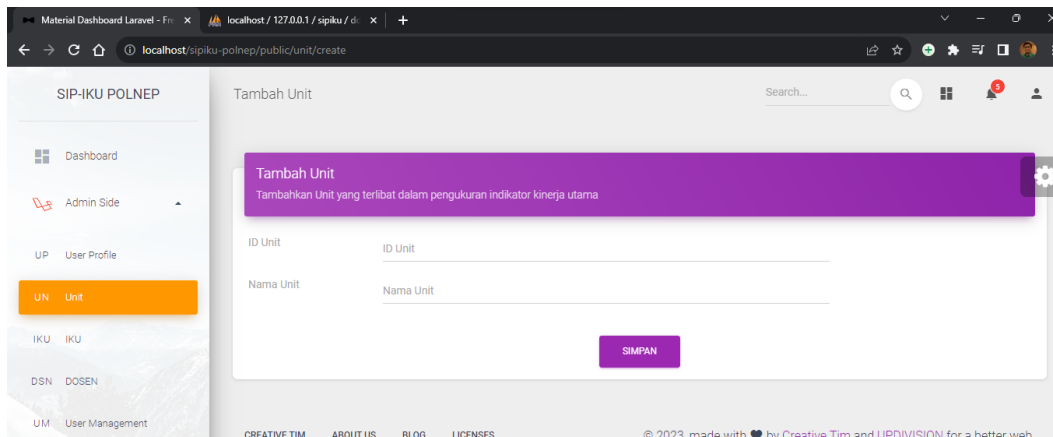 Material Dashboard Laravel - Fre
localhost / 127.0.0.1 / sipiku / do
localhost/sipiku-polnep/public/unit/create
SIP-IKU POLNEP
Tambah Unit
Search...
5
Dashboard
Admin Side
UP User Profile
UN Unit
IKU IKU
DSN DOSEN
UM User Management
Tambah Unit
Tambahkan Unit yang terlibat dalam pengukuran indikator kinerja utama
ID Unit
ID Unit
Nama Unit
Nama Unit
SIMPAN
CREATIVE TIM ABOUT US BLOG LICENSES
© 2023, made with ♥ by Creative Tim and UPDIVISION for a better web.